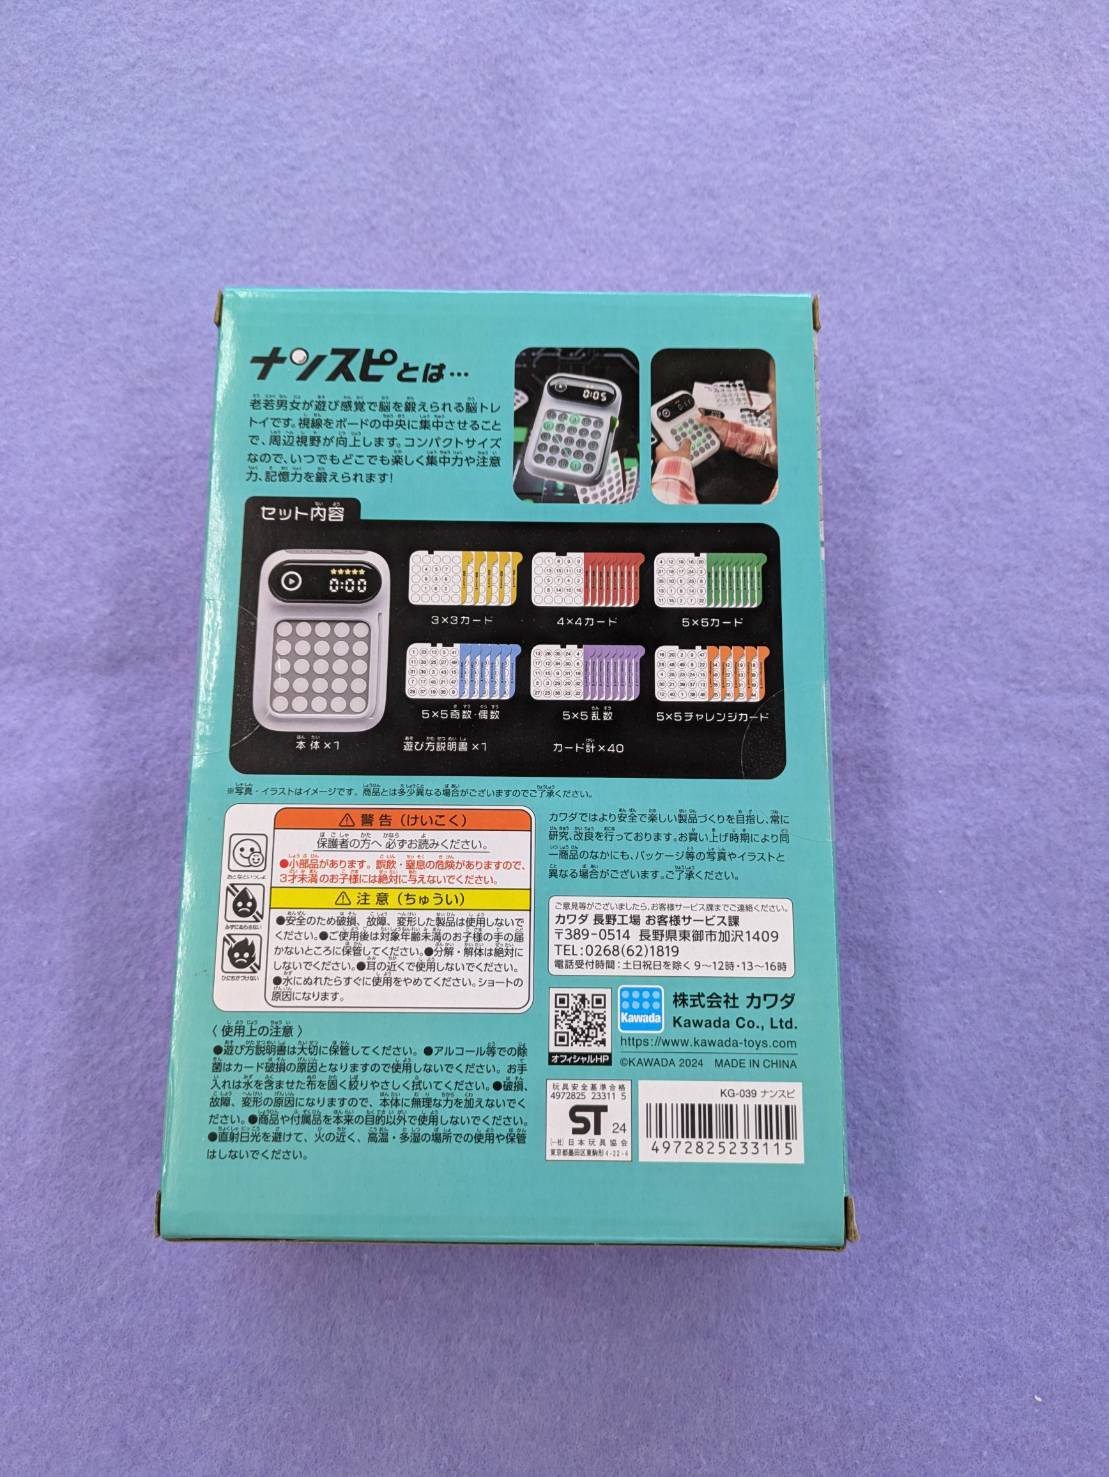 ナンスピとは…
老若男女が遊び感覚で脳を鍛えられる脳トレ
トイです。視線をボードの中央に集中させること
で、周辺視野が向上します。コンパクトサイズ
なので、いつでもどこでも楽しく集中力や注意
力、記憶力を鍛えられます!
0:05
セット内容
0:00
3×3カード
4×4カード
5×5カード
5×5奇数・偶数
5×5乱数
5×5チャレンジカード
本体×1
遊び方説明書×1
カード計×40
※写真・イラストはイメージです。商品とは多少異なる場合がございますのでご了承ください。
警告(けいこく)
保護者の方へ 必ずお読みください。
●小部品があります。誤飲・窒息の危険がありますので、
3才未満のお子様には絶対に与えないでください。
注意(ちゅうい)
●安全のため破損、故障、変形した製品は使用しないで
ください。●ご使用後は対象年齢未満のお子様の手の届
かないところに保管してください。●分解・解体は絶対に
しないでください。●耳の近くで使用しないでください。
●水にぬれたらすぐに使用をやめてください。ショートの
原因になります。
おとなといっしょ
みずにぬらさない
ひにちかづけない
〈使用上の注意〉
●遊び方説明書は大切に保管してください。●アルコール等での除
菌はカード破損の原因となりますので使用しないでください。お手
入れは水を含ませた布を固く絞りやさしく拭いてください。●破損、
故障、変形の原因になりますので、本体に無理な力を加えないでく
ださい。●商品や付属品を本来の目的以外で使用しないでください。
●直射日光を避けて、火の近く、高温・多湿の場所での使用や保管
はしないでください。
カワダではより安全で楽しい製品づくりを目指し、常に
研究、改良を行っております。お買い上げ時期により同
一商品のなかにも、パッケージ等の写真やイラストと
異なる場合がございます。ご了承ください。
ご意見等がございましたら、お客様サービス課までご連絡ください。
カワダ 長野工場 お客様サービス課
〒389-0514 長野県東御市加沢1409
TEL:0268(62)1819
電話受付時間:土日祝日を除く 9〜12時・13〜16時
オフィシャルHP
Kawada
株式会社 カワダ
Kawada Co., Ltd.
https://www.kawada-toys.com
©KAWADA 2024 MADE IN CHINA
玩具安全基準合格
4972825 23311 5
ST 24
(一社)日本玩具協会
東京都墨田区東駒形4-22-4
KG-039 ナンスピ
4972825233115